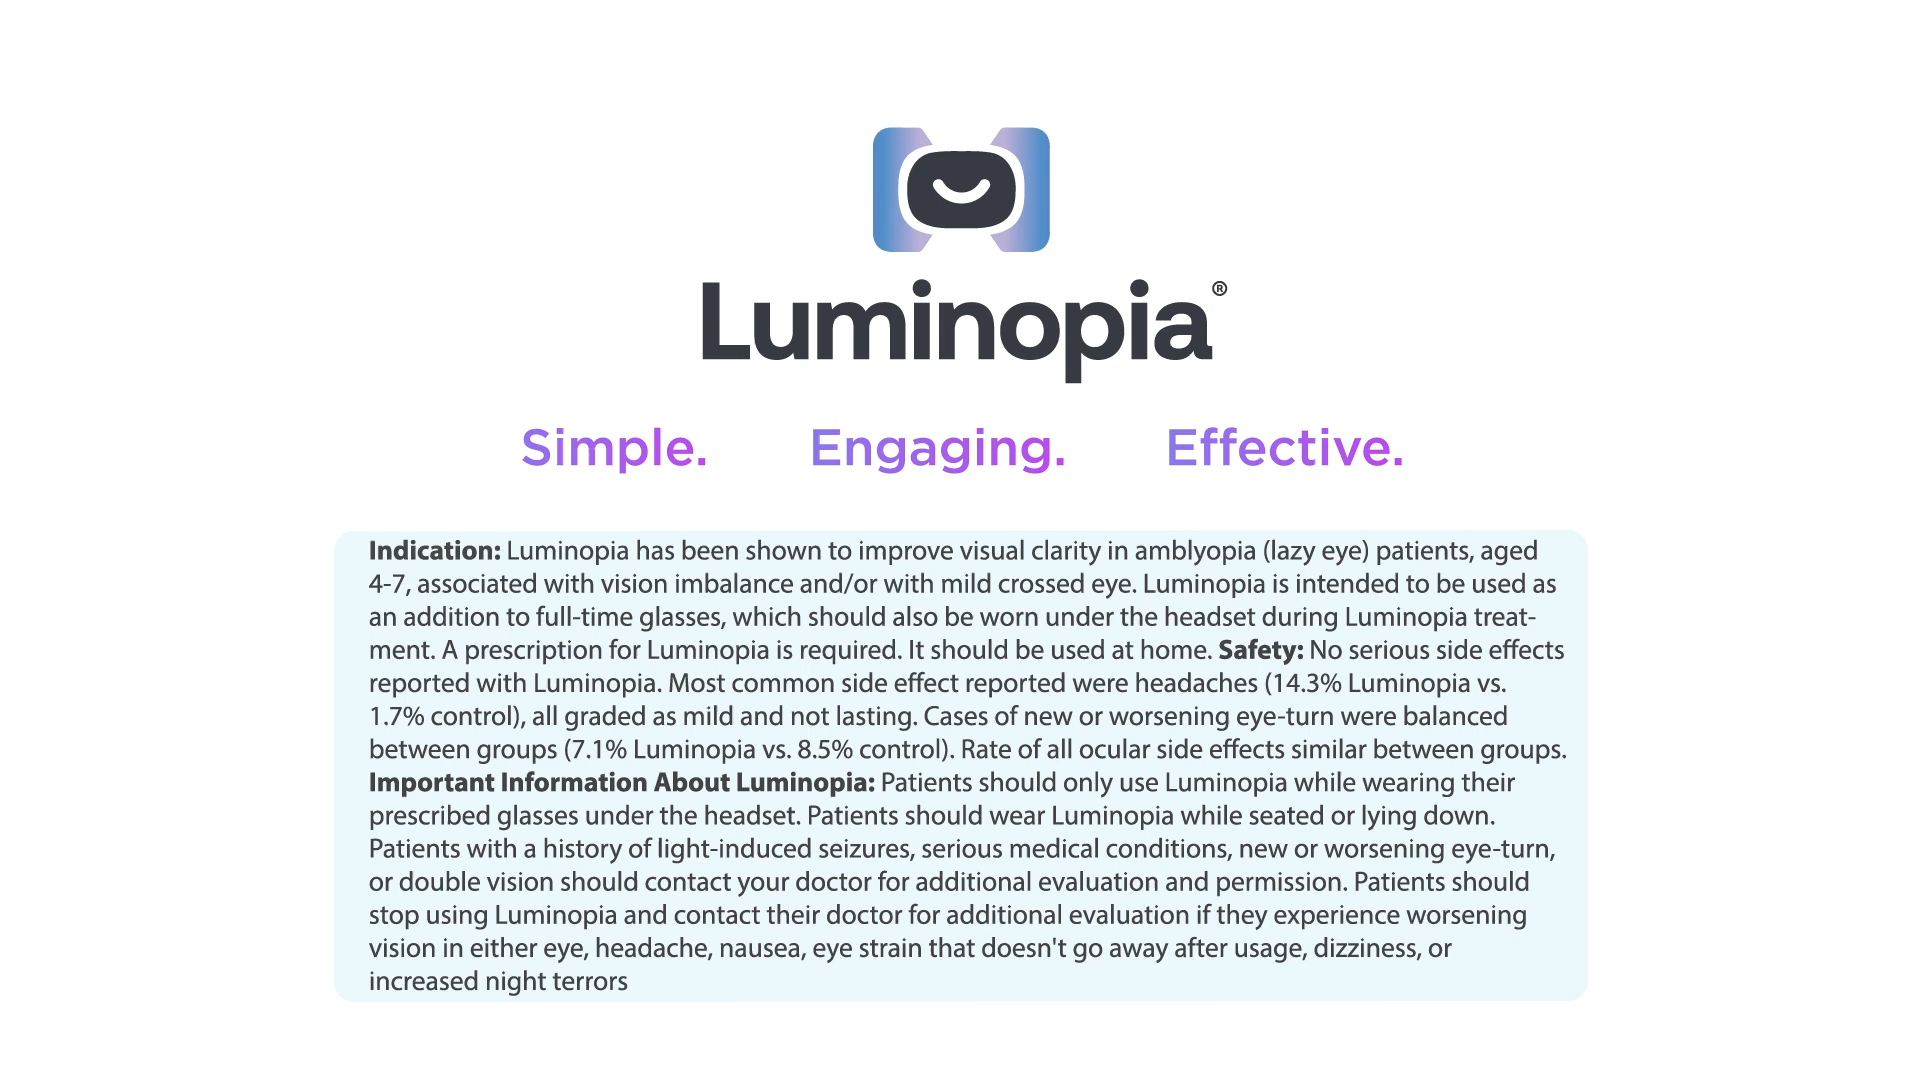 Luminopia®
Simple. Engaging. Effective.
Indication: Luminopia has been shown to improve visual clarity in amblyopia (lazy eye) patients, aged
4-7, associated with vision imbalance and/or with mild crossed eye. Luminopia is intended to be used as
an addition to full-time glasses, which should also be worn under the headset during Luminopia treat-
ment. A prescription for Luminopia is required. It should be used at home. Safety: No serious side effects
reported with Luminopia. Most common side effect reported were headaches (14.3% Luminopia vs.
1.7% control), all graded as mild and not lasting. Cases of new or worsening eye-turn were balanced
between groups (7.1% Luminopia vs. 8.5% control). Rate of all ocular side effects similar between groups.
Important Information About Luminopia: Patients should only use Luminopia while wearing their
prescribed glasses under the headset. Patients should wear Luminopia while seated or lying down.
Patients with a history of light-induced seizures, serious medical conditions, new or worsening eye-turn,
or double vision should contact your doctor for additional evaluation and permission. Patients should
stop using Luminopia and contact their doctor for additional evaluation if they experience worsening
vision in either eye, headache, nausea, eye strain that doesn't go away after usage, dizziness, or
increased night terrors